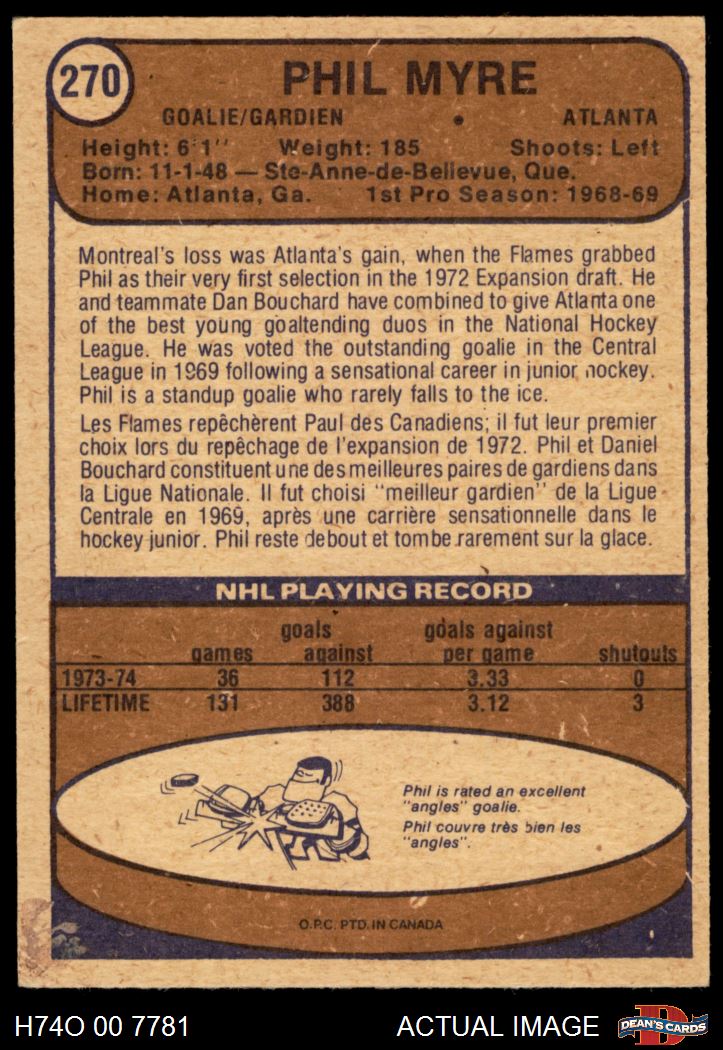 270
PHIL MYRE
GOALIE/GARDIEN • ATLANTA
Height: 6'1" Weight: 185 Shoots: Left
Born: 11-1-48 — Ste-Anne-de-Bellevue, Que.
Home: Atlanta, Ga. 1st Pro Season: 1968-69
Montreal's loss was Atlanta's gain, when the Flames grabbed
Phil as their very first selection in the 1972 Expansion draft. He
and teammate Dan Bouchard have combined to give Atlanta one
of the best young goaltending duos in the National Hockey
League. He was voted the outstanding goalie in the Central
League in 1969 following a sensational career in junior hockey.
Phil is a standup goalie who rarely falls to the ice.
Les Flames repêchèrent Paul des Canadiens; il fut leur premier
choix lors du repêchage de l'expansion de 1972. Phil et Daniel
Bouchard constituent une des meilleures paires de gardiens dans
la Ligue Nationale. Il fut choisi "meilleur gardien" de la Ligue
Centrale en 1969, après une carrière sensationnelle dans le
hockey junior. Phil reste debout et tombe rarement sur la glace.
NHL PLAYING RECORD
goals goals against
games against per game shutouts
1973-74 36 112 3.33 0
LIFETIME 131 388 3.12 3
Phil is rated an excellent
"angles" goalie.
Phil couvre très bien les
"angles".
O.P.C. PTD. IN CANADA
H74O 00 7781 ACTUAL IMAGE D DEAN'S CARDS